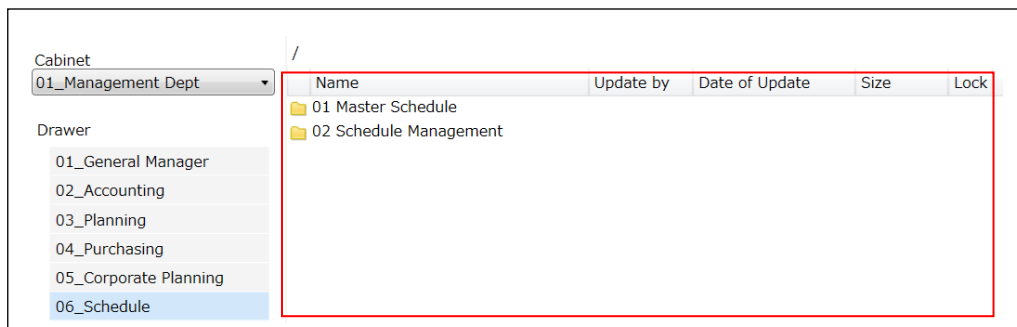 Cabinet
01_Management Dept
Drawer
01_General Manager
02_Accounting
03_Planning
04_Purchasing
05_Corporate Planning
06_Schedule
/
Name Update by Date of Update Size Lock
01 Master Schedule
02 Schedule Management